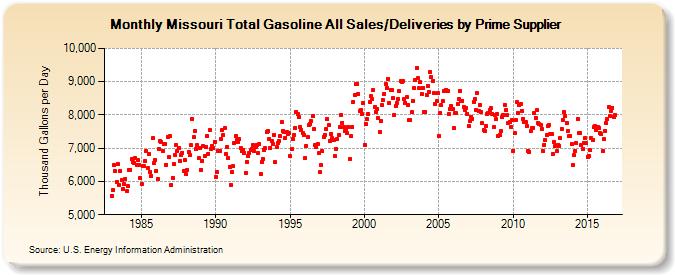 Monthly Missouri Total Gasoline All Sales/Deliveries by Prime Supplier
Thousand Gallons per Day
10,000
9,000
8,000
7,000
6,000
5,000
1985 1990 1995 2000 2005 2010 2015
Source: U.S. Energy Information Administration